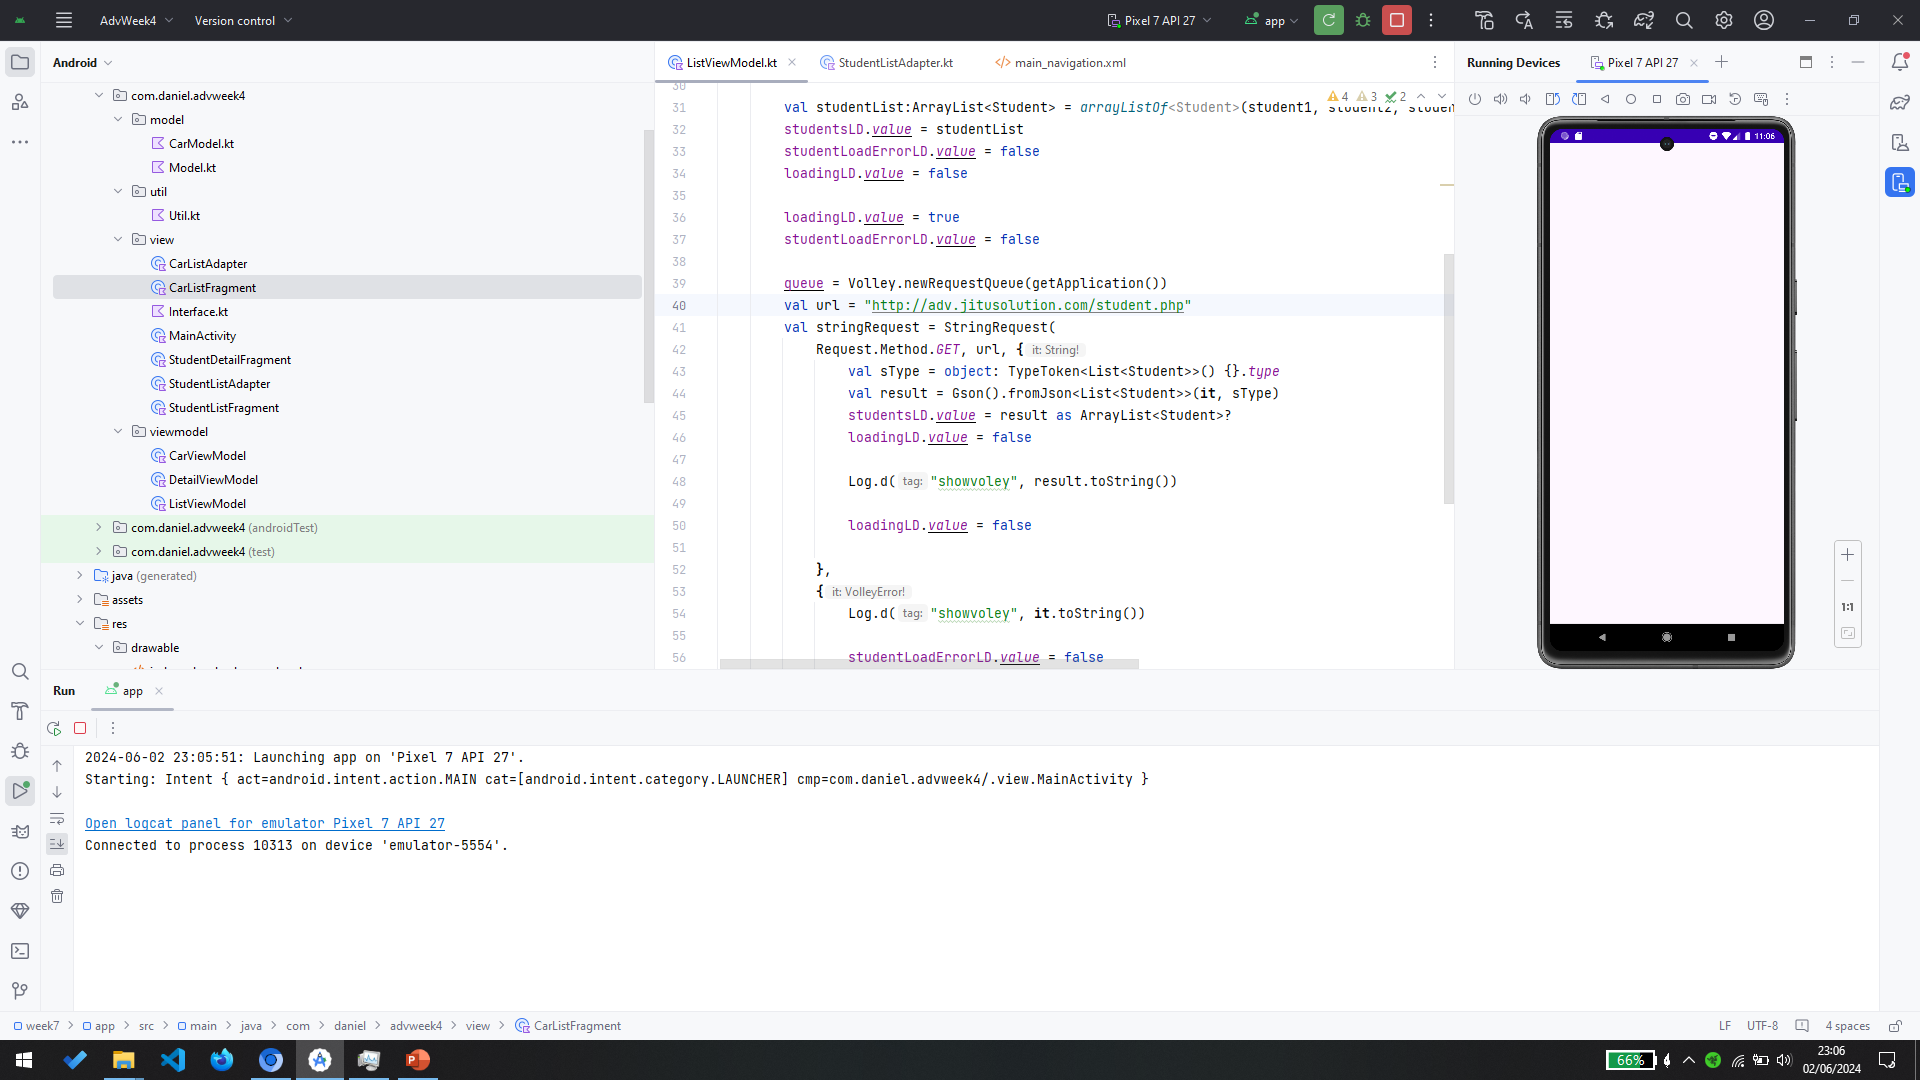 AdvWeek4
Version control
Pixel 7 API 27
app
Android
ListViewModel.kt
StudentListAdapter.kt
main_navigation.xml
Running Devices
Pixel 7 API 27
com.daniel.advweek4
model
CarModel.kt
Model.kt
util
Util.kt
view
CarListAdapter
CarListFragment
Interface.kt
MainActivity
StudentDetailFragment
StudentListAdapter
StudentListFragment
viewmodel
CarViewModel
DetailViewModel
ListViewModel
com.daniel.advweek4 (androidTest)
com.daniel.advweek4 (test)
java (generated)
assets
res
drawable
4 3 2
30
31 val studentList:ArrayList<Student> = arrayListOf<Student>(student1, student2, studen
32 studentsLD.value = studentList
33 studentLoadErrorLD.value = false
34 loadingLD.value = false
35
36 loadingLD.value = true
37 studentLoadErrorLD.value = false
38
39 queue = Volley.newRequestQueue(getApplication())
40 val url = "http://adv.jitusolution.com/student.php"
41 val stringRequest = StringRequest(
42 Request.Method.GET, url, { it: String!
43 val sType = object: TypeToken<List<Student>>() {}.type
44 val result = Gson().fromJson<List<Student>>(it, sType)
45 studentsLD.value = result as ArrayList<Student>?
46 loadingLD.value = false
47
48 Log.d( tag: "showvoley", result.toString())
49
50 loadingLD.value = false
51
52 },
53 { it: VolleyError!
54 Log.d( tag: "showvoley", it.toString())
55
56 studentLoadErrorLD.value = false
11:06
1:1
Run
app
2024-06-02 23:05:51: Launching app on 'Pixel 7 API 27'.
Starting: Intent { act=android.intent.action.MAIN cat=[android.intent.category.LAUNCHER] cmp=com.daniel.advweek4/.view.MainActivity }
Open logcat panel for emulator Pixel 7 API 27
Connected to process 10313 on device 'emulator-5554'.
week7 > app > src > main > java > com > daniel > advweek4 > view > CarListFragment
LF
UTF-8
4 spaces
66%
23:06
02/06/2024